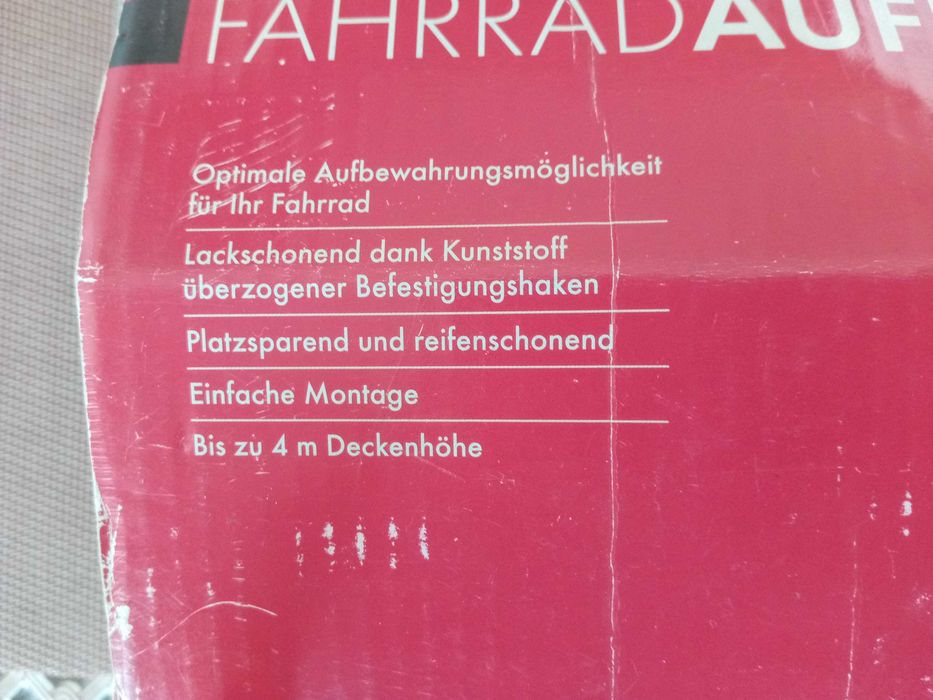 FAHRRADAUF
Optimale Aufbewahrungsmöglichkeit
für Ihr Fahrrad
Lackschonend dank Kunststoff
überzogener Befestigungshaken
Platzsparend und reifenschonend
Einfache Montage
Bis zu 4 m Deckenhöhe